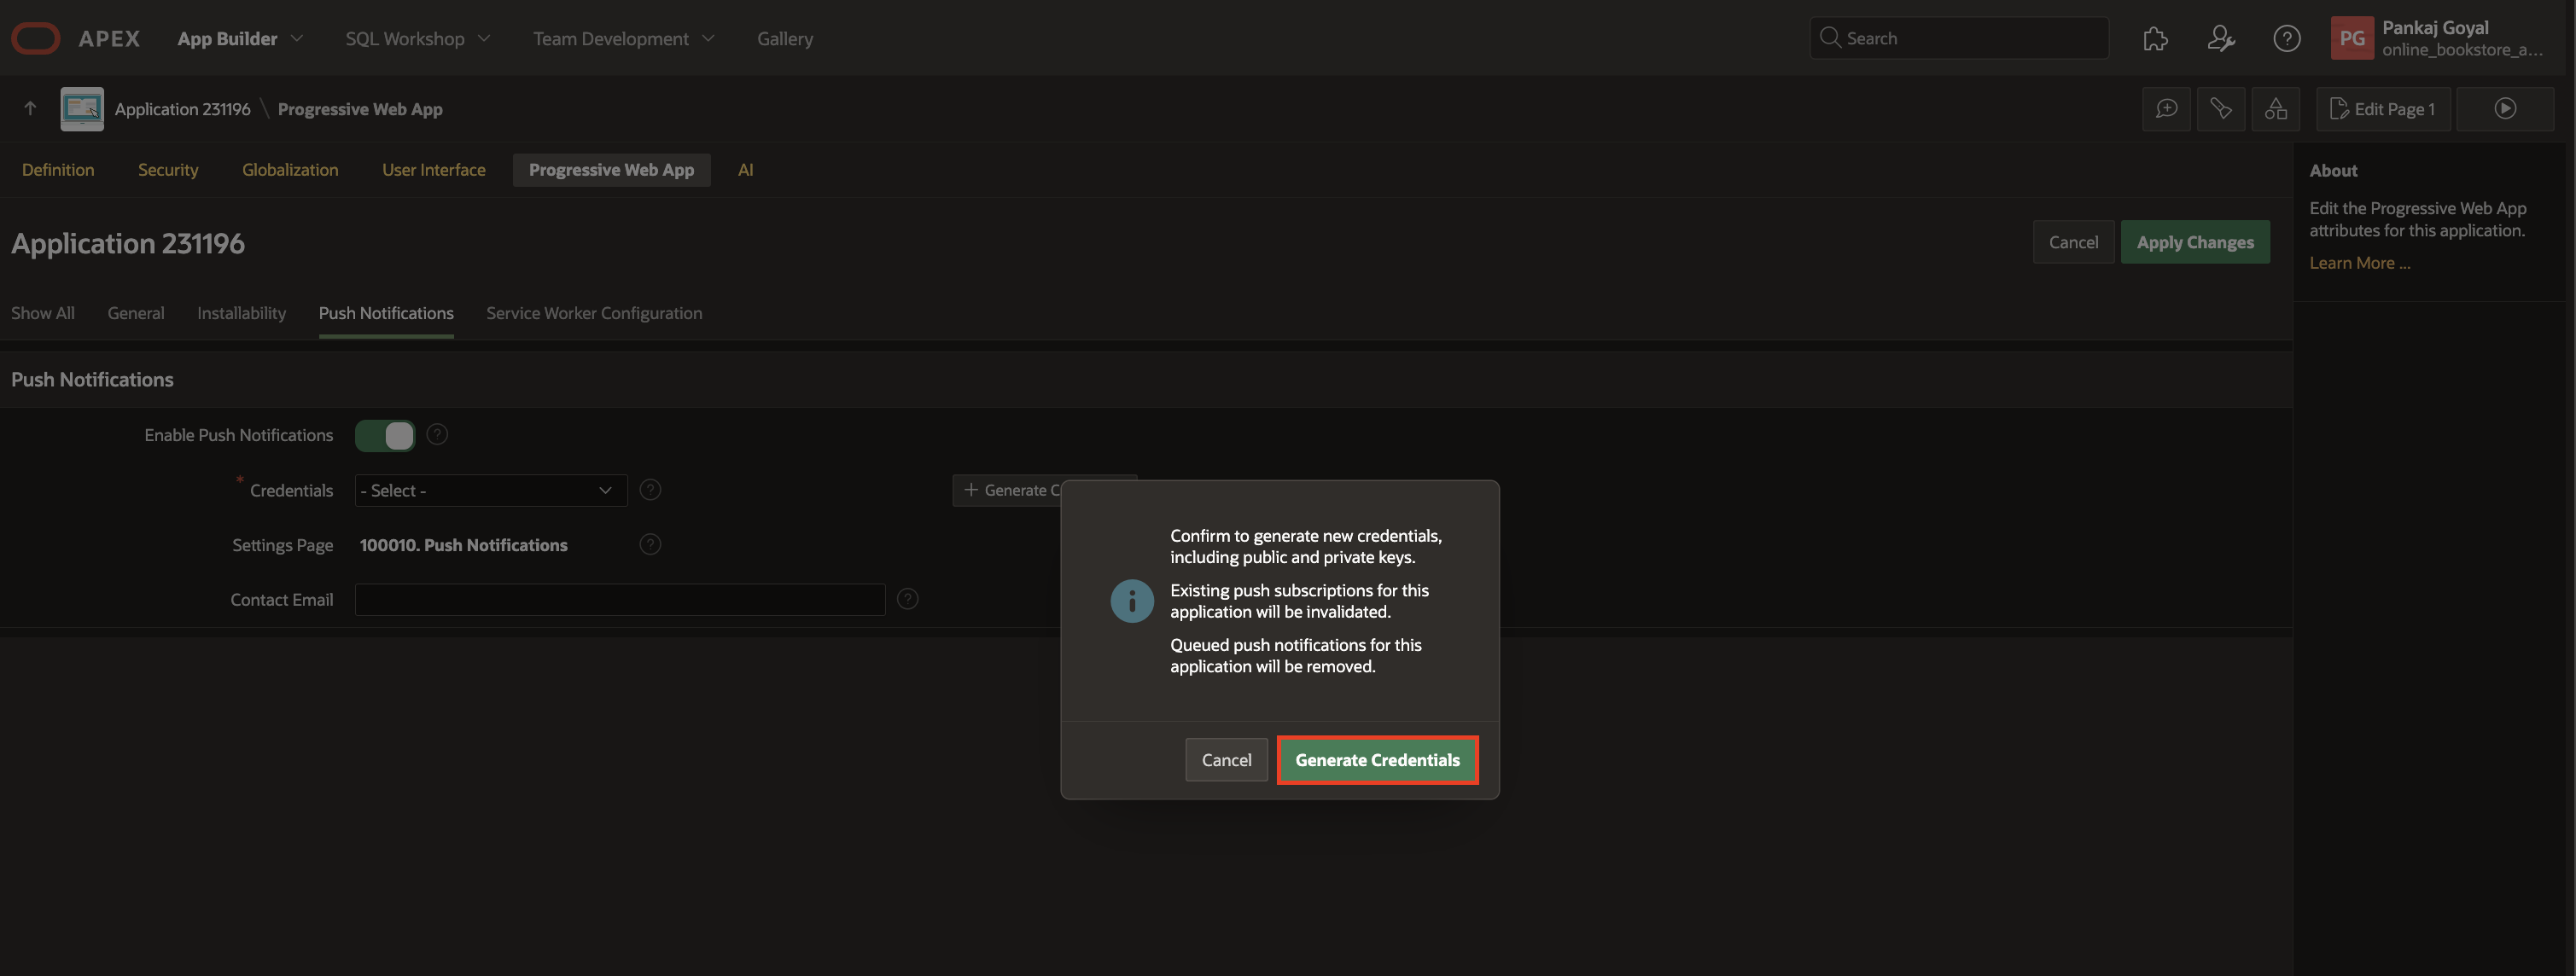 APEX App Builder SQL Workshop Team Development Gallery Search PG Pankaj Goyal
online_bookstore_a...
Application 231196 \ Progressive Web App Edit Page 1
Definition Security Globalization User Interface Progressive Web App AI
About
Edit the Progressive Web App
attributes for this application.
Learn More ...
Application 231196 Cancel Apply Changes
Show All General Installability Push Notifications Service Worker Configuration
Push Notifications
Enable Push Notifications ?
* Credentials - Select - ? + Generate C
Settings Page 100010. Push Notifications ?
Contact Email ?
Confirm to generate new credentials,
including public and private keys.
Existing push subscriptions for this
application will be invalidated.
Queued push notifications for this
application will be removed.
Cancel Generate Credentials